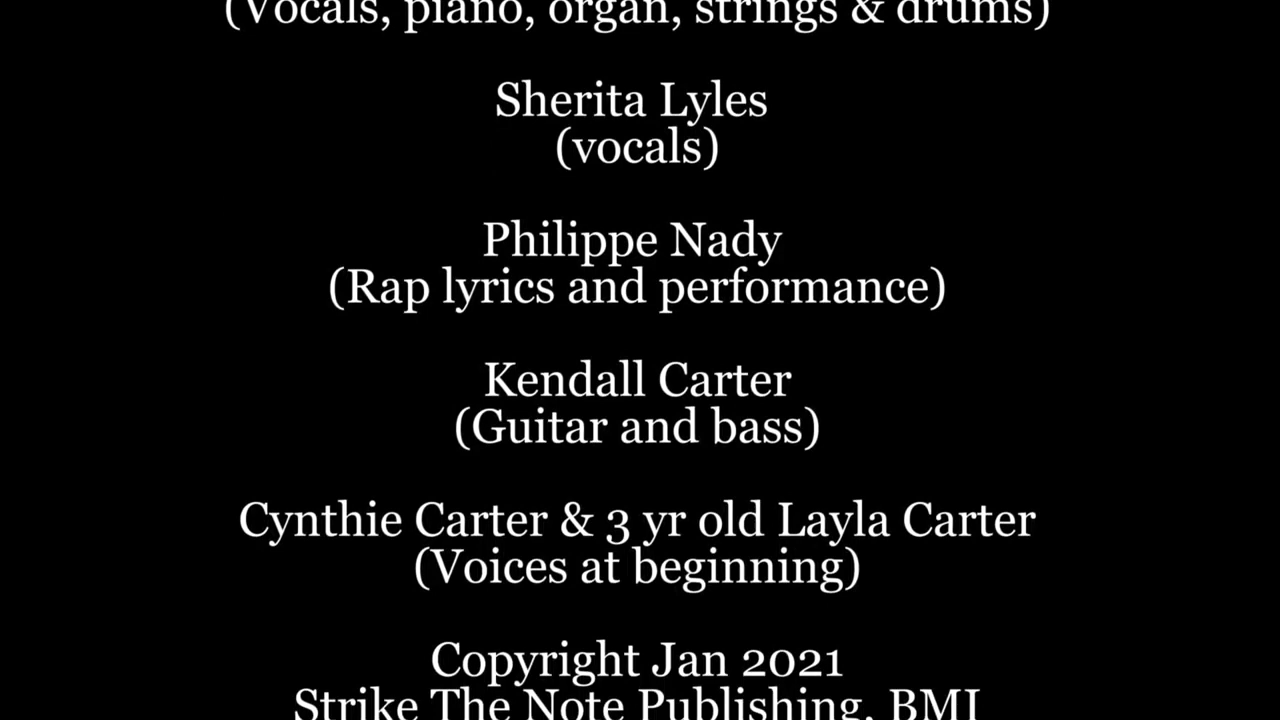 (Vocals, piano, organ, strings & drums)
Sherita Lyles
(vocals)
Philippe Nady
(Rap lyrics and performance)
Kendall Carter
(Guitar and bass)
Cynthie Carter & 3 yr old Layla Carter
(Voices at beginning)
Copyright Jan 2021
Strike The Note Publishing, BMI